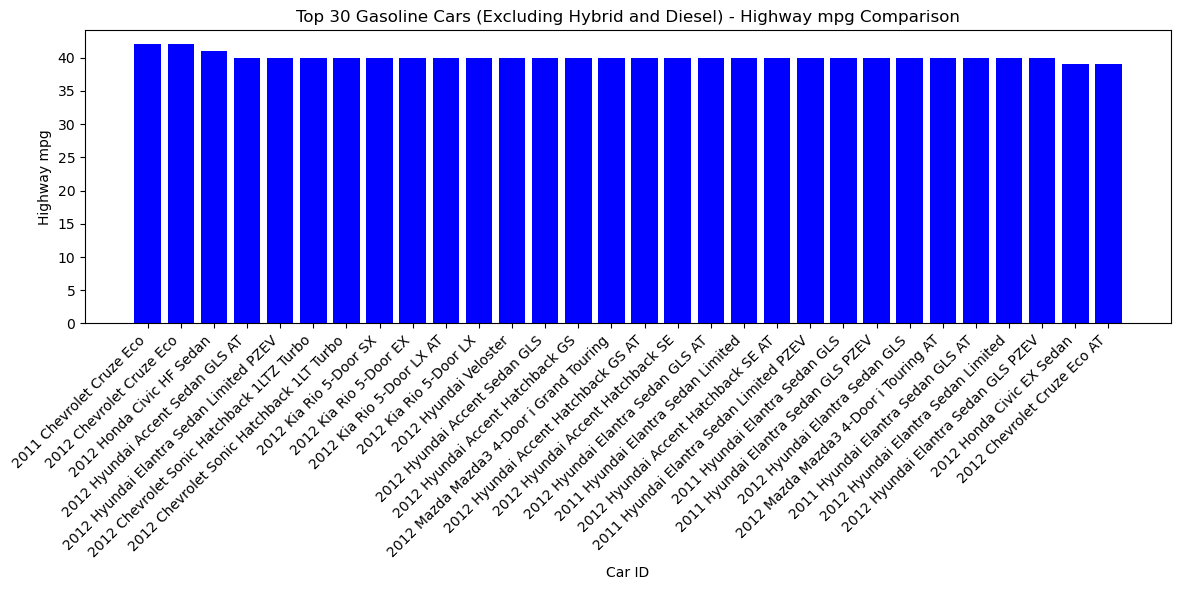 Top 30 Gasoline Cars (Excluding Hybrid and Diesel) - Highway mpg Comparison
Highway mpg
40
35
30
25
20
15
10
5
0
2011 Chevrolet Cruze Eco
2012 Chevrolet Cruze Eco
2012 Honda Civic HF Sedan
2012 Hyundai Accent Sedan GLS AT
2012 Hyundai Elantra Sedan Limited PZEV
2012 Chevrolet Sonic Hatchback 1LTZ Turbo
2012 Chevrolet Sonic Hatchback 1LT Turbo
2012 Kia Rio 5-Door SX
2012 Kia Rio 5-Door EX
2012 Kia Rio 5-Door LX AT
2012 Kia Rio 5-Door LX
2012 Hyundai Veloster
2012 Hyundai Accent Sedan GLS
2012 Hyundai Accent Hatchback GS
2012 Mazda Mazda3 4-Door i Grand Touring
2012 Hyundai Accent Hatchback GS AT
2012 Hyundai Accent Hatchback SE
2012 Hyundai Elantra Sedan GLS AT
2011 Hyundai Elantra Sedan Limited
2012 Hyundai Accent Hatchback SE AT
2011 Hyundai Elantra Sedan Limited PZEV
2011 Hyundai Elantra Sedan GLS
2011 Hyundai Elantra Sedan GLS PZEV
2012 Hyundai Elantra Sedan GLS
2012 Mazda Mazda3 4-Door i Touring AT
2011 Hyundai Elantra Sedan GLS AT
2012 Hyundai Elantra Sedan Limited
2012 Hyundai Elantra Sedan GLS PZEV
2012 Honda Civic EX Sedan
2012 Chevrolet Cruze Eco AT
Car ID